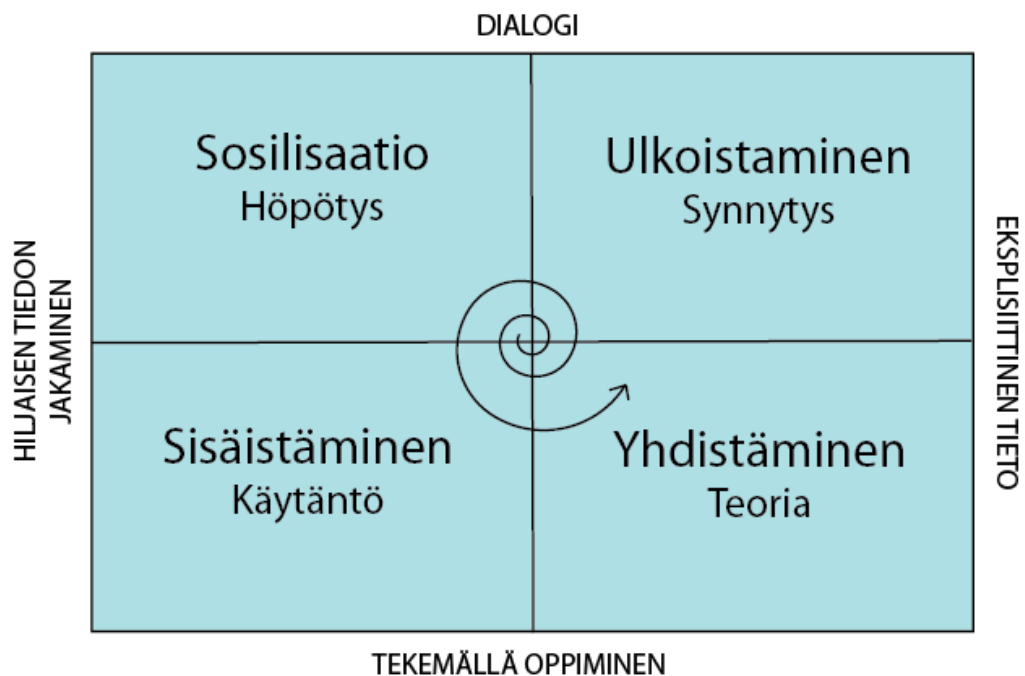 DIALOGI
Sosilisaatio
Höpötys
Ulkoistaminen
Synnytys
HILJAISEN TIEDON
JAKAMINEN
EKSPLISIITTINEN TIETO
Sisäistäminen
Käytäntö
Yhdistäminen
Teoria
TEKEMÄLLÄ OPPIMINEN